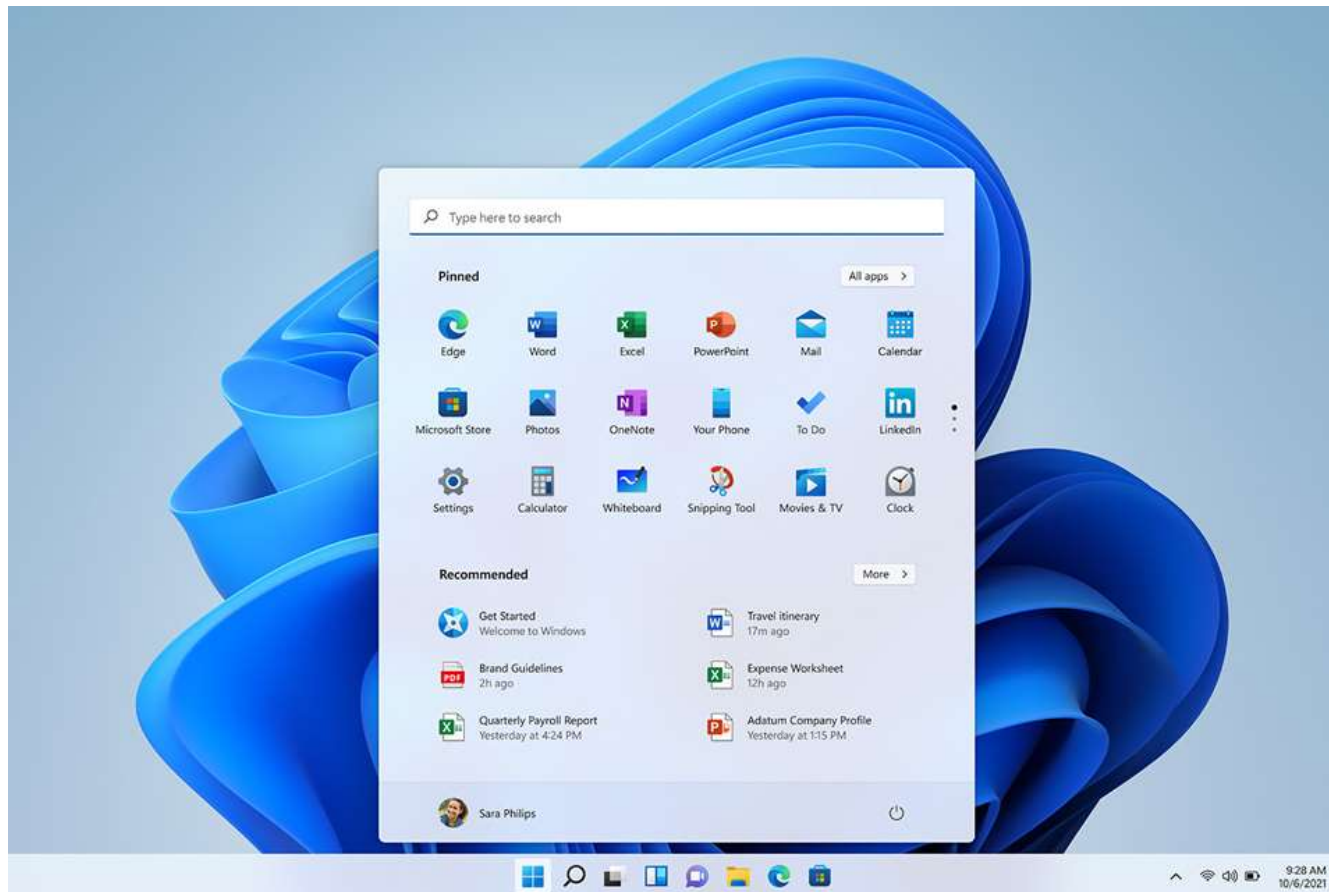 Type here to search
Pinned
All apps
Edge
Word
Excel
PowerPoint
Mail
Calendar
Microsoft Store
Photos
OneNote
Your Phone
To Do
LinkedIn
Settings
Calculator
Whiteboard
Snipping Tool
Movies & TV
Clock
Recommended
More
Get Started
Welcome to Windows
Travel itinerary
17m ago
Brand Guidelines
2h ago
Expense Worksheet
12h ago
Quarterly Payroll Report
Yesterday at 4:24 PM
Adatum Company Profile
Yesterday at 1:15 PM
Sara Philips
9:28 AM
10/6/2021